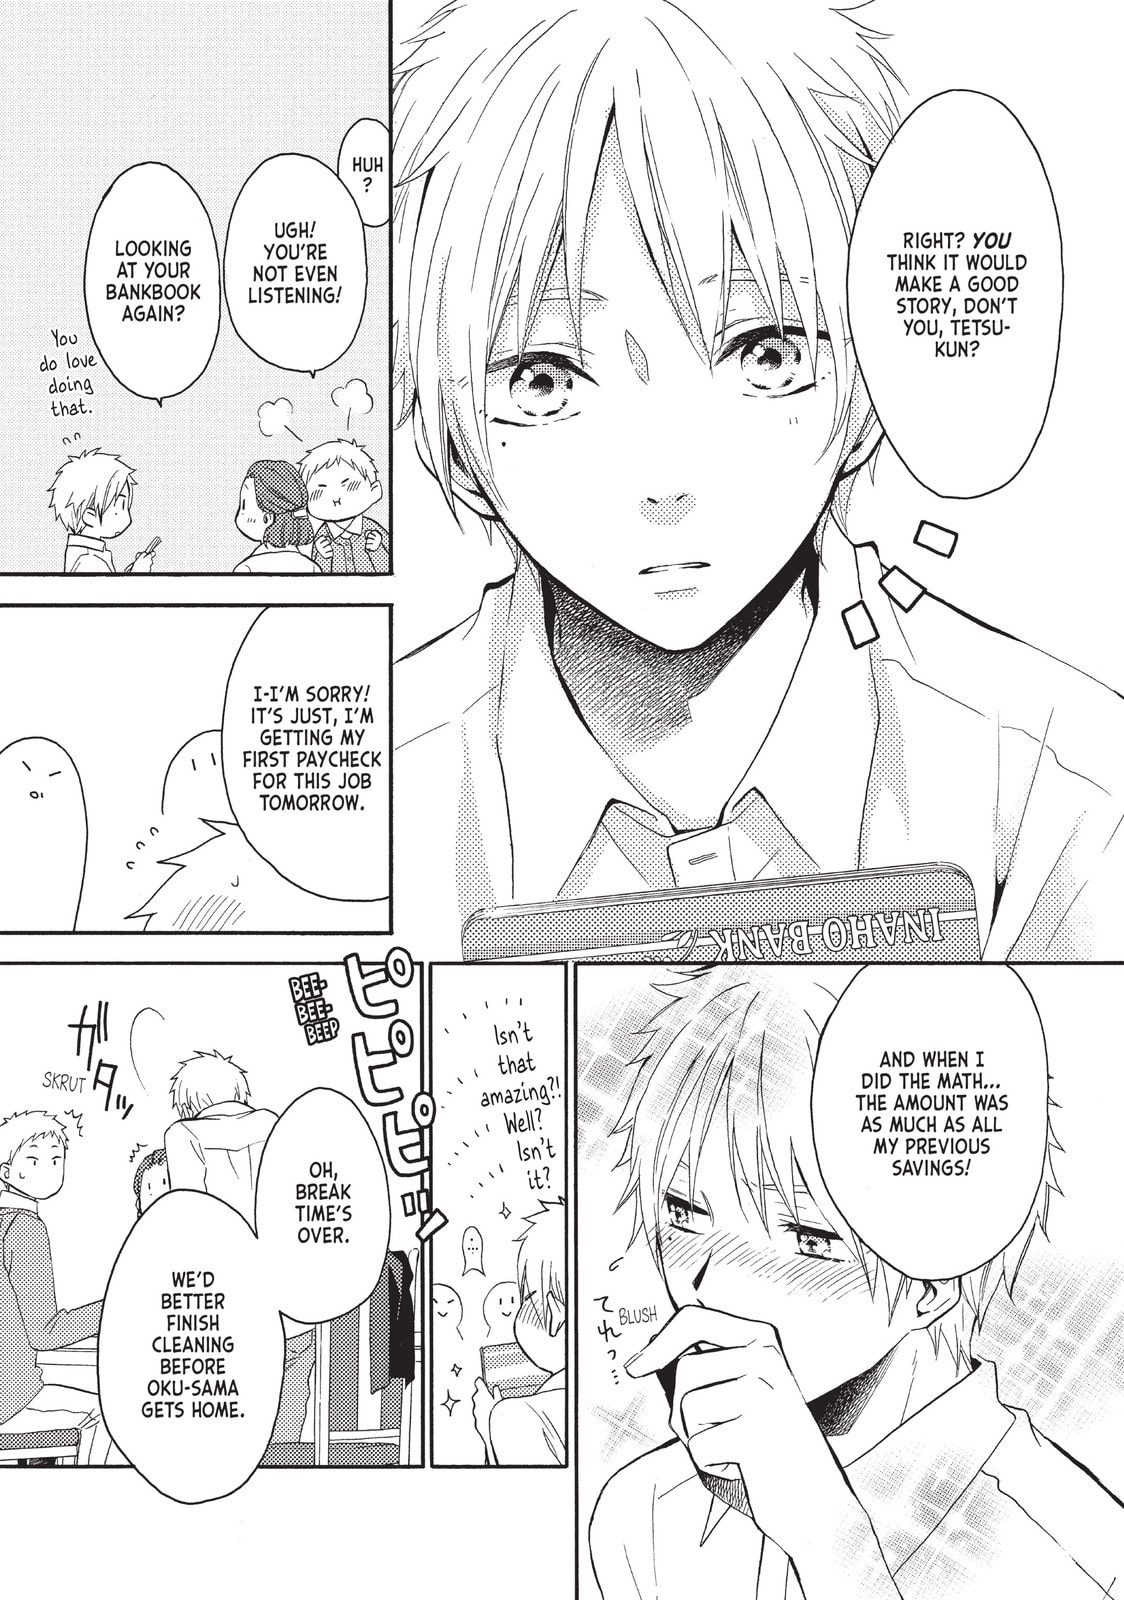 RIGHT? YOU
THINK IT WOULD
MAKE A GOOD
STORY, DON'T
YOU, TETSU-
KUN?
INAHO BANK
HUH
?
UGH!
YOU'RE
NOT EVEN
LISTENING!
LOOKING
AT YOUR
BANKBOOK
AGAIN?
You
do love
doing
that.
I-I'M SORRY!
IT'S JUST, I'M
GETTING MY
FIRST PAYCHECK
FOR THIS JOB
TOMORROW.
AND WHEN I
DID THE MATH...
THE AMOUNT WAS
AS MUCH AS ALL
MY PREVIOUS
SAVINGS!
てれっ…
BLUSH
Isn't
that
amazing?!
Well?
Isn't
it?
ピピピピピッ
BEE-
BEE-
BEEP
OH,
BREAK
TIME'S
OVER.
ガタッ
SKRUT
WE'D
BETTER
FINISH
CLEANING
BEFORE
OKU-SAMA
GETS HOME.